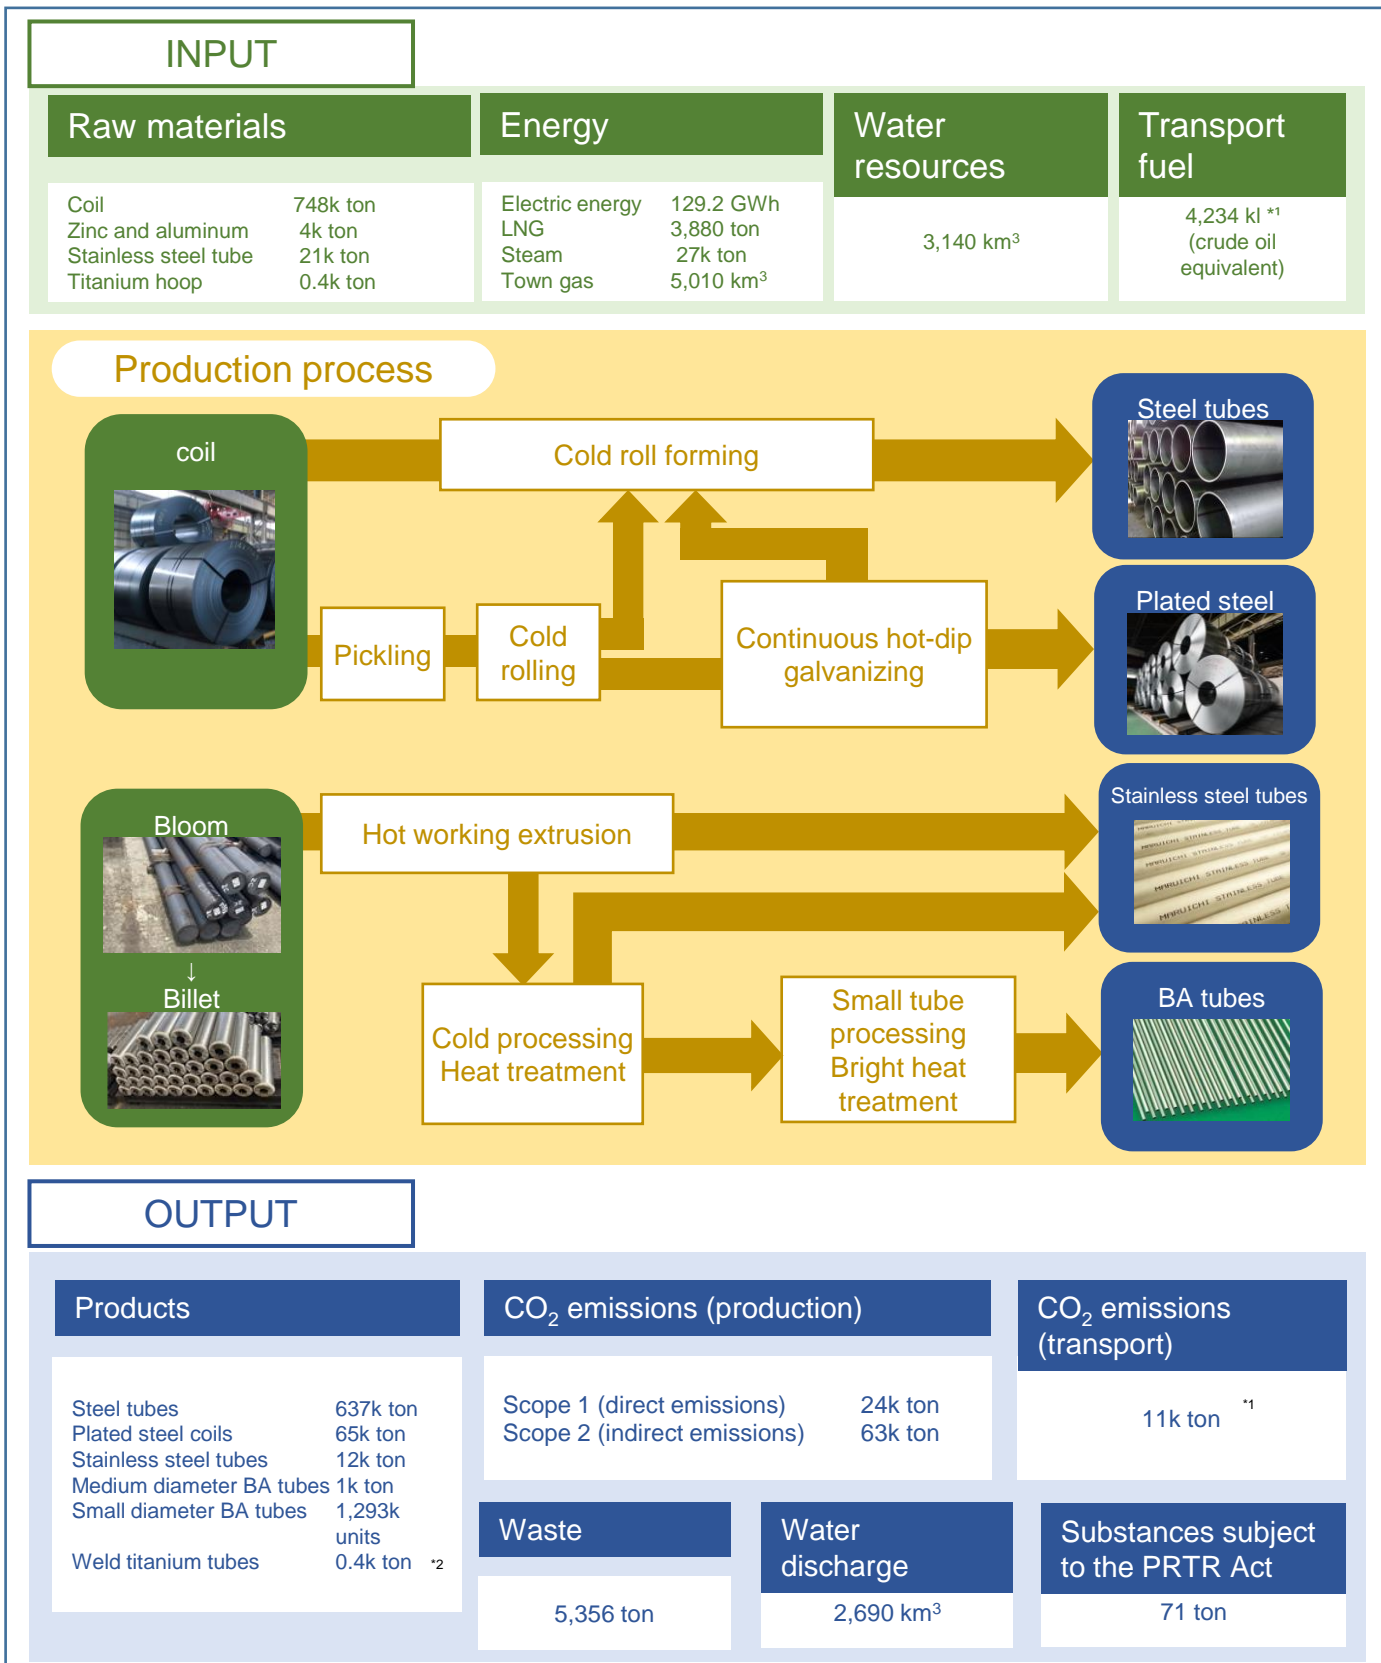 INPUT
Raw materials
Coil 748k ton
Zinc and aluminum 4k ton
Stainless steel tube 21k ton
Titanium hoop 0.4k ton
Energy
Electric energy 129.2 GWh
LNG 3,880 ton
Steam 27k ton
Town gas 5,010 km³
Water
resources
3,140 km³
Transport
fuel
4,234 kl *¹
(crude oil
equivalent)
Production process
coil
Cold roll forming
Steel tubes
Pickling
Cold
rolling
Continuous hot-dip
galvanizing
Plated steel
Bloom
↓
Billet
Hot working extrusion
Stainless steel tubes
MARUICHI STAINLESS TUBE
MARUICHI STAINLESS TUBE
MARUICHI STAINLESS
Cold processing
Heat treatment
Small tube
processing
Bright heat
treatment
BA tubes
OUTPUT
Products
Steel tubes 637k ton
Plated steel coils 65k ton
Stainless steel tubes 12k ton
Medium diameter BA tubes 1k ton
Small diameter BA tubes 1,293k
units
Weld titanium tubes 0.4k ton *2
CO₂ emissions (production)
Scope 1 (direct emissions) 24k ton
Scope 2 (indirect emissions) 63k ton
CO₂ emissions
(transport)
11k ton *1
Waste
5,356 ton
Water
discharge
2,690 km³
Substances subject
to the PRTR Act
71 ton